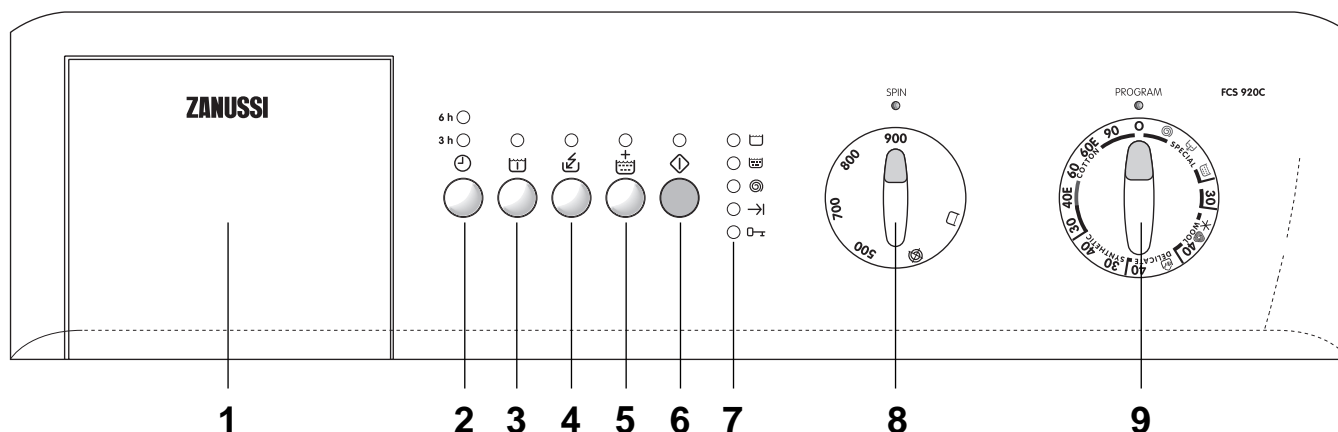 ZANUSSI
6 h
3 h
SPIN
900
800
700
500
PROGRAM
FCS 920C
O
SPECIAL
30
WOOL
40
DELICATE
40
SYNTHETIC
30
40
30
40E
60
COTTON
60E
90
1 2 3 4 5 6 7 8 9